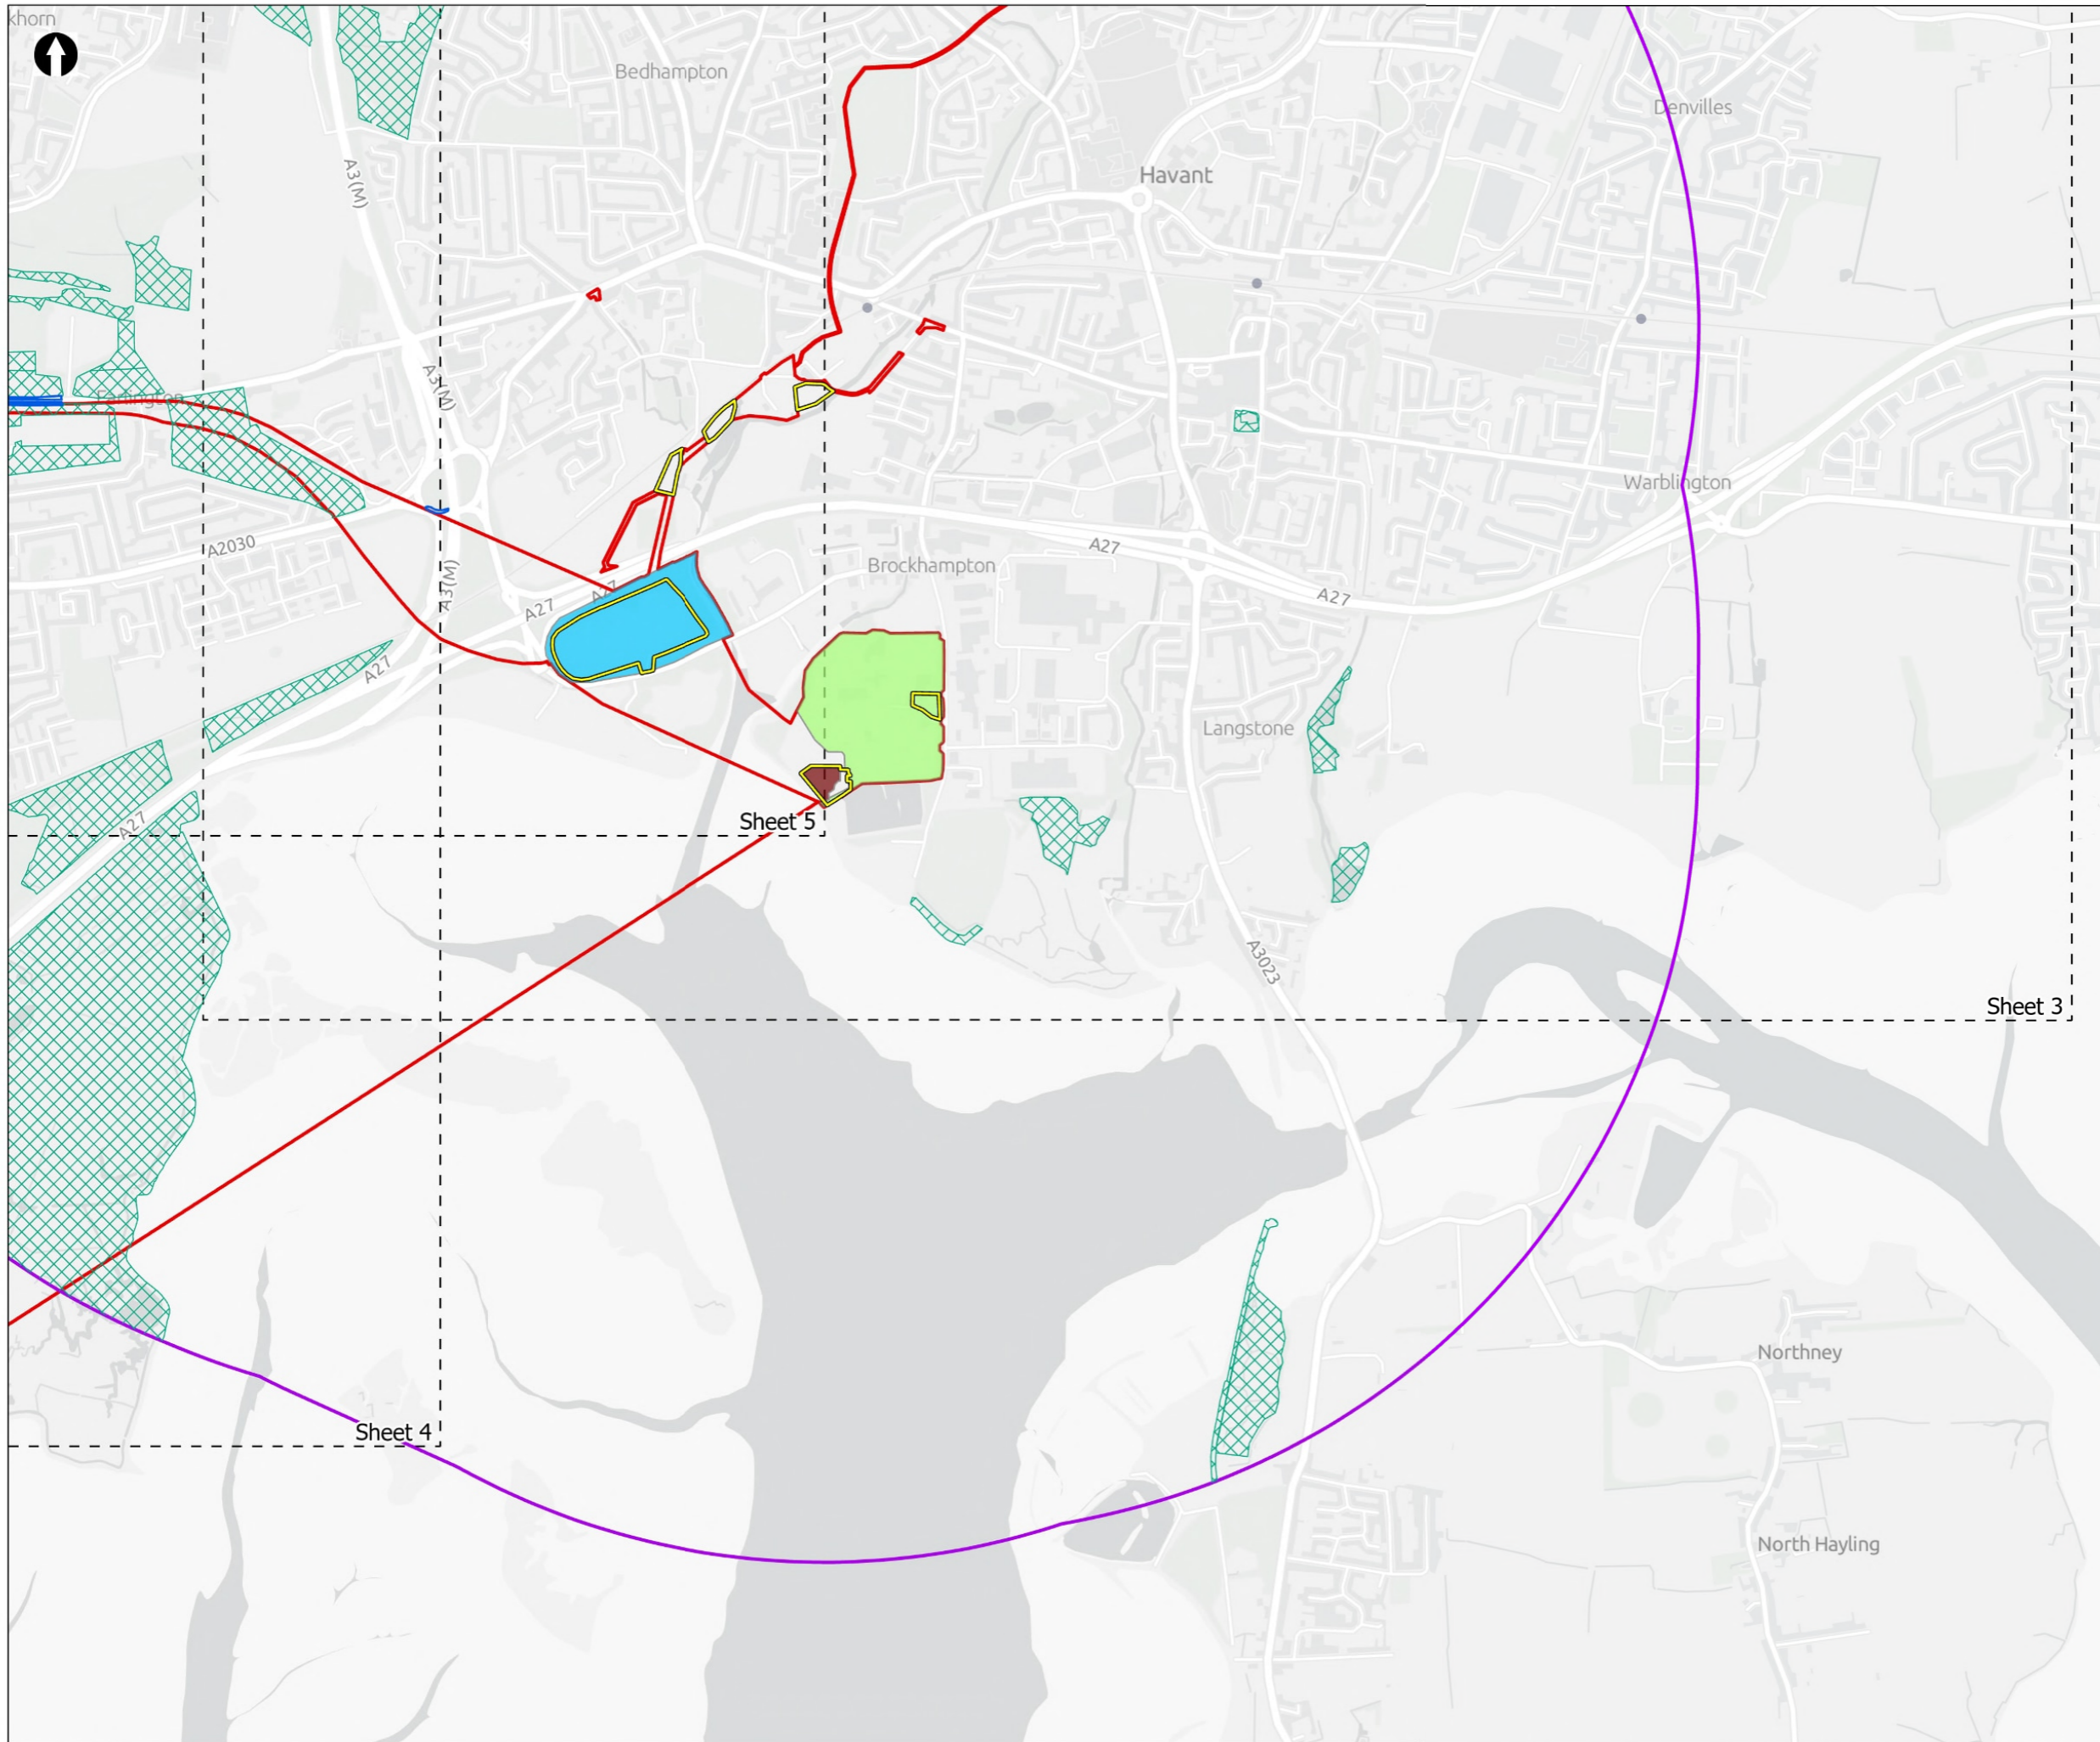 khorn
Bedhampton
Denvilles
A3(M)
Havant
A3(M)
Farlington
Warblington
A2030
A27
Brockhampton
A3(M)
A27
A27
A27
A27
Langstone
A27
Sheet 5
A3023
Sheet 3
Northney
Sheet 4
North Hayling